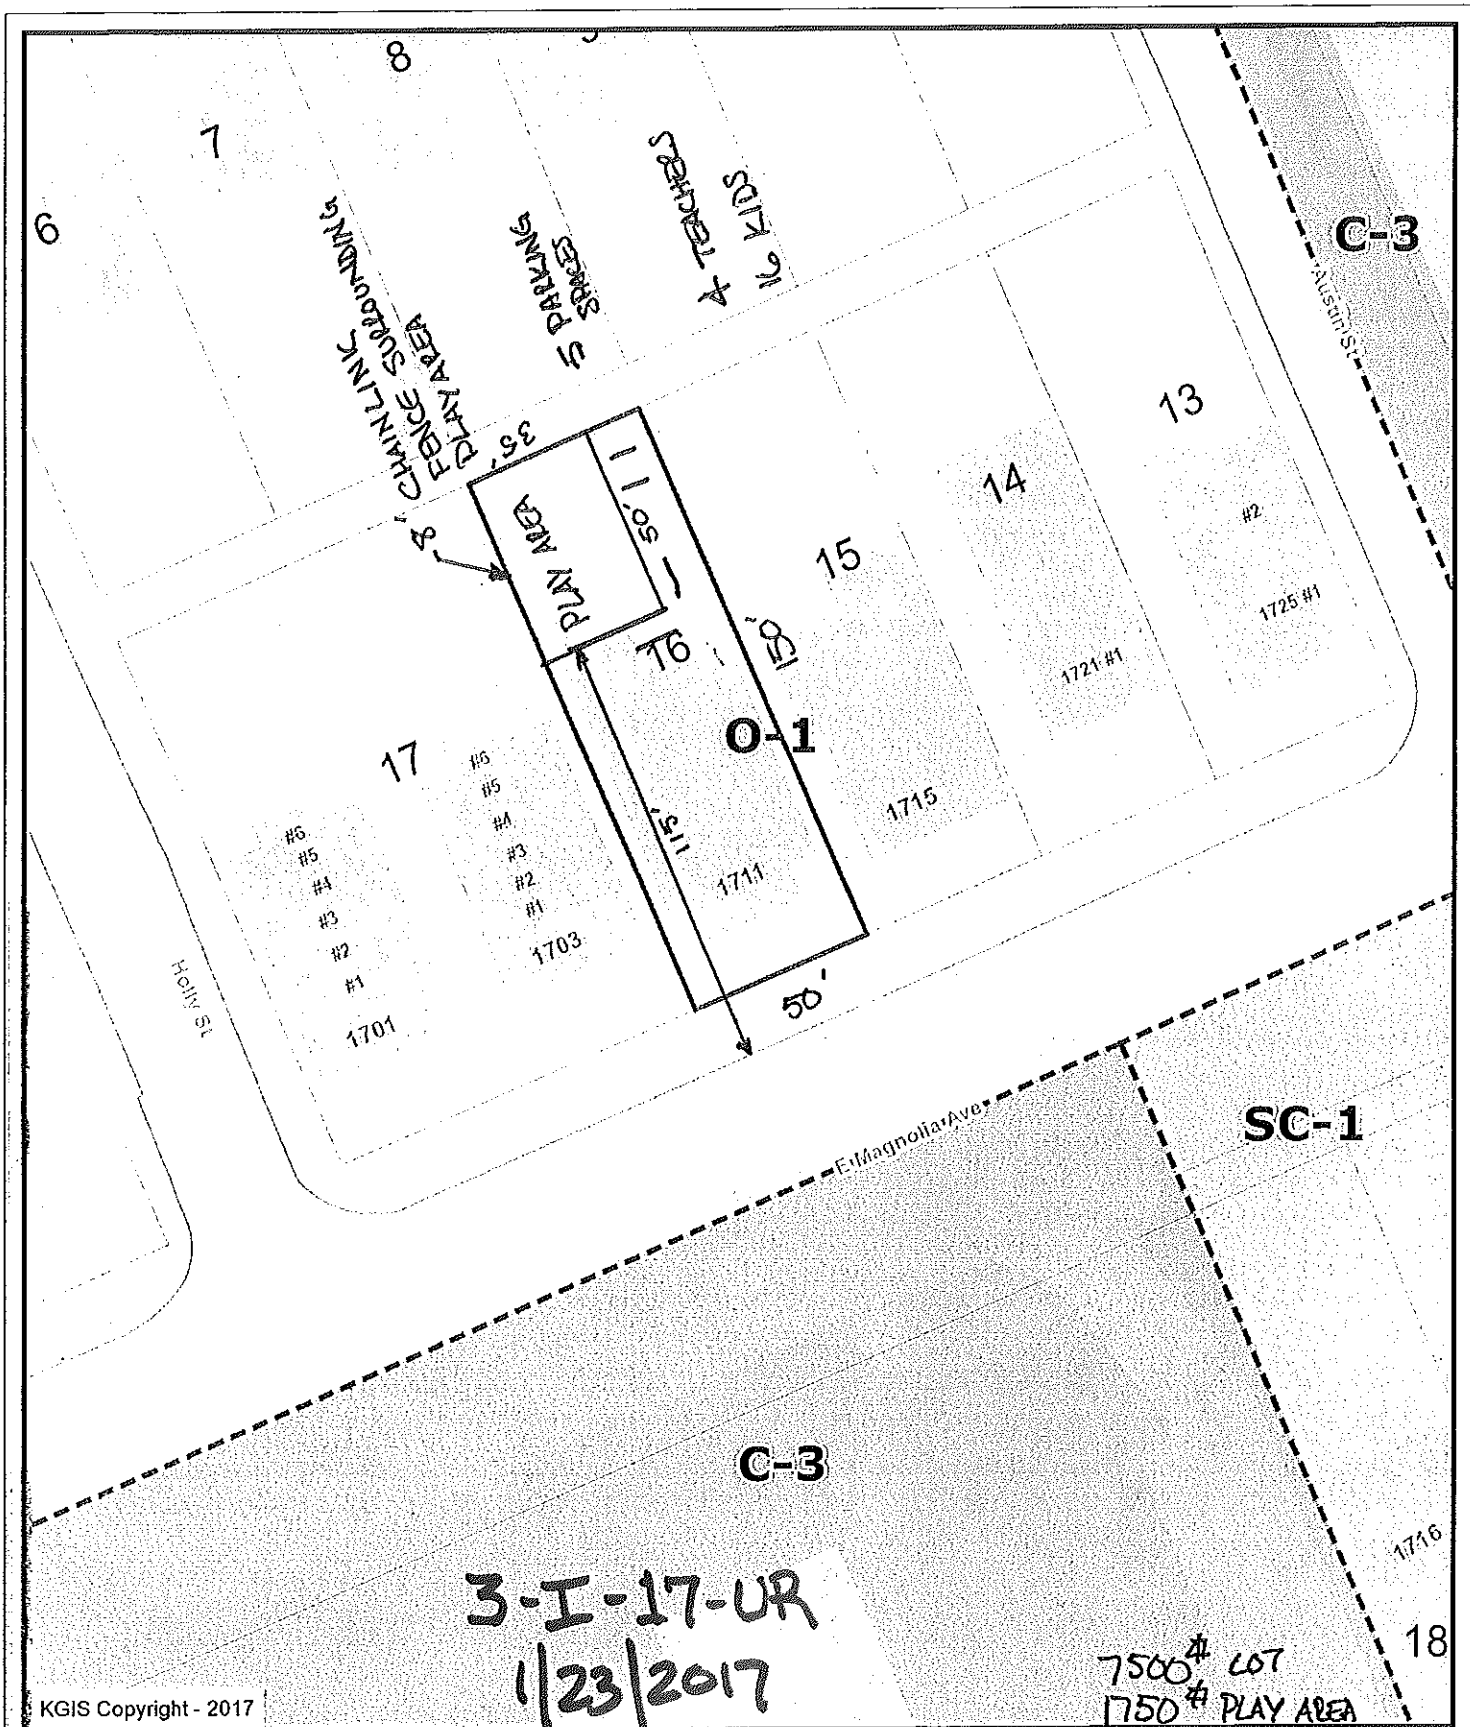 8
7
6
CHAINLINK
FENCE SURROUNDING
PLAY AREA
8'
5 PARKING
SPACES
4 TEACHERS
16 KIDS
C-3
Austin St
35'
PLAY AREA
50'
16
150'
O-1
115'
1711
50'
13
#2
1725 #1
14
1721 #1
15
1715
17
#6
#5
#4
#3
#2
#1
1703
#6
#5
#4
#3
#2
#1
1701
Holly St
E Magnolia Ave
SC-1
C-3
1716
18
3-I-17-UR
1/23/2017
7500# LOT
1750# PLAY AREA
KGIS Copyright - 2017